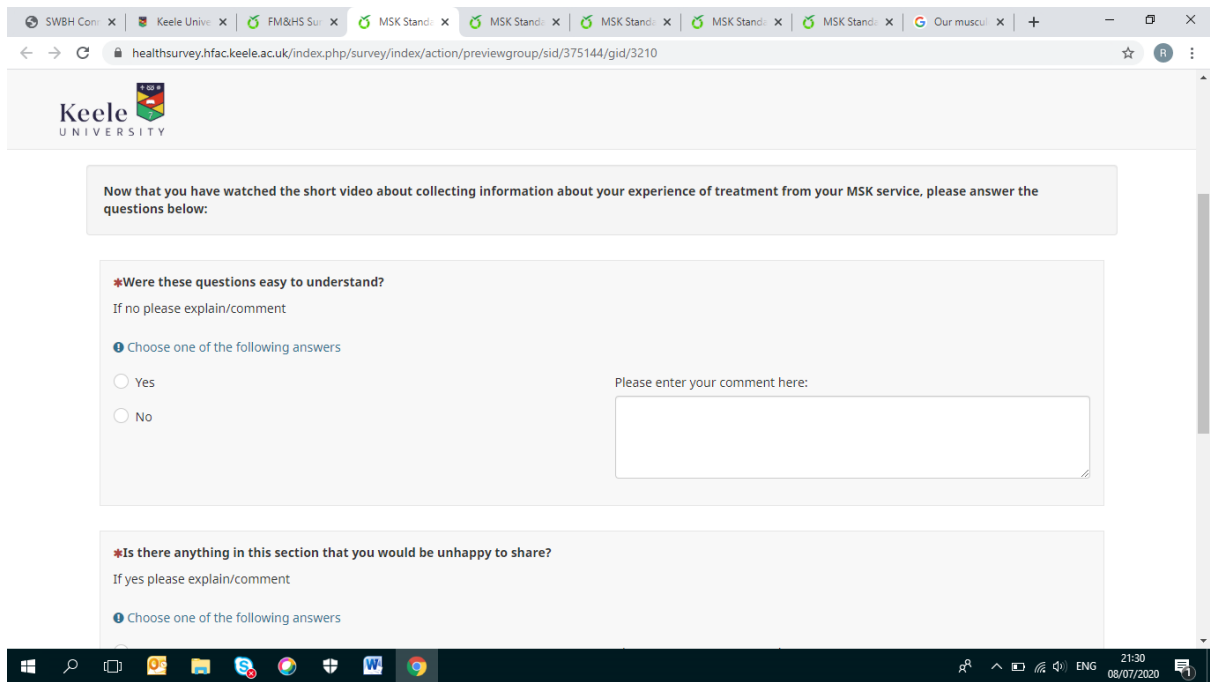 SWBH Con
Keele Unive
FM&HS Su
MSK Standa
MSK Standa
MSK Standa
MSK Standa
MSK Standa
Our muscul
healthsurvey.hfac.keele.ac.uk/index.php/survey/index/action/previewgroup/sid/375144/gid/3210
R
Keele
UNIVERSITY
Now that you have watched the short video about collecting information about your experience of treatment from your MSK service, please answer the
questions below:
*Were these questions easy to understand?
If no please explain/comment
Choose one of the following answers
Yes
Please enter your comment here:
No
*Is there anything in this section that you would be unhappy to share?
If yes please explain/comment
Choose one of the following answers
ENG
21:30
08/07/2020